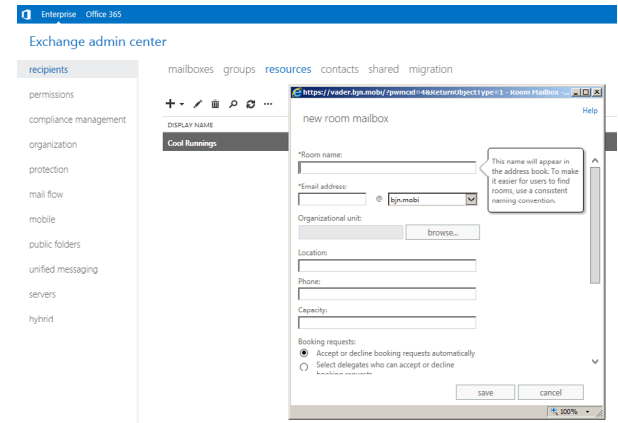 Enterprise Office 365
Exchange admin center
recipients
permissions
compliance management
organization
protection
mail flow
mobile
public folders
unified messaging
servers
hybrid
mailboxes groups resources contacts shared migration
DISPLAY NAME
Cool Runnings
https://vader.bjn.mobi/?pwmcid=4&ReturnObjectType=1 - Room Mailbox -...
Help
new room mailbox
*Room name:
This name will appear in
the address book. To make
it easier for users to find
rooms, use a consistent
naming convention.
*Email address:
@ bjn.mobi
Organizational unit:
browse...
Location:
Phone:
Capacity:
Booking requests:
Accept or decline booking requests automatically
Select delegates who can accept or decline
booking requests
save cancel
100%